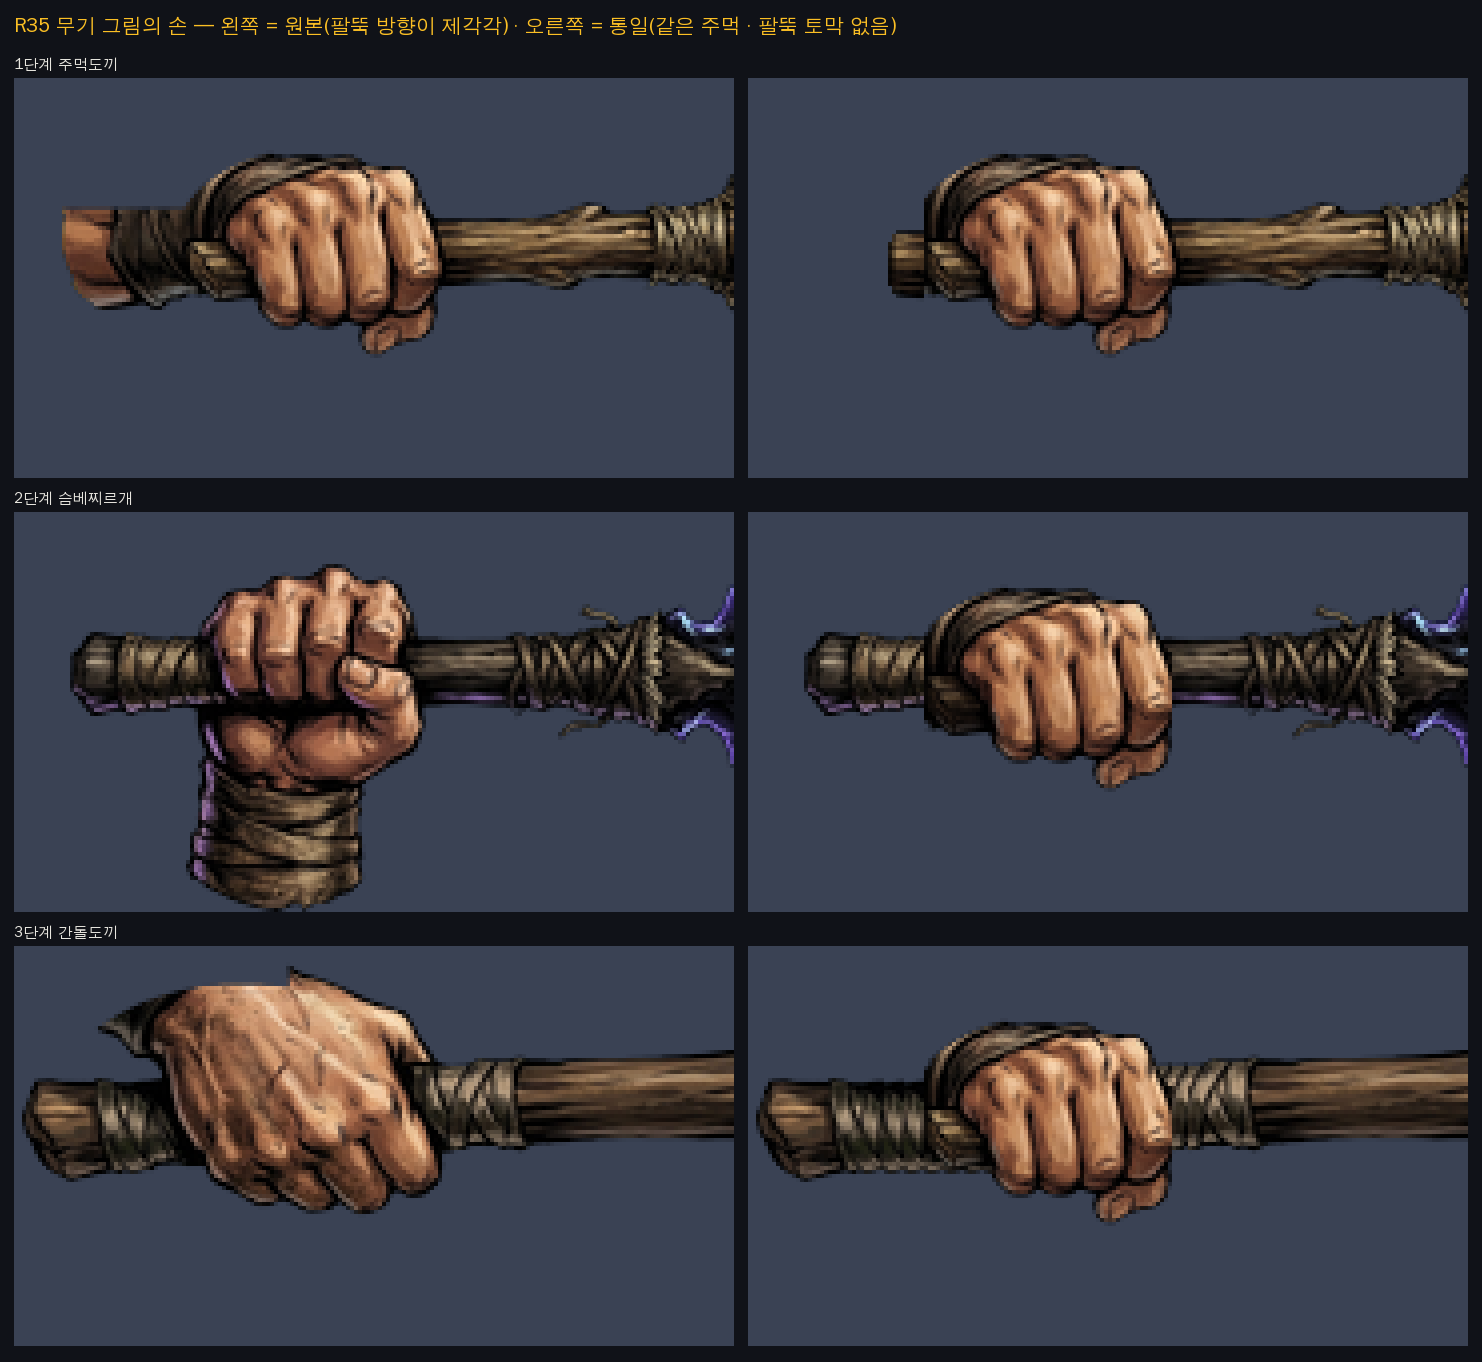 R35 무기 그림의 손 — 왼쪽 = 원본(팔뚝 방향이 제각각) · 오른쪽 = 통일(같은 주먹 · 팔뚝 토막 없음)
1단계 주먹도끼
2단계 슴베찌르개
3단계 간돌도끼